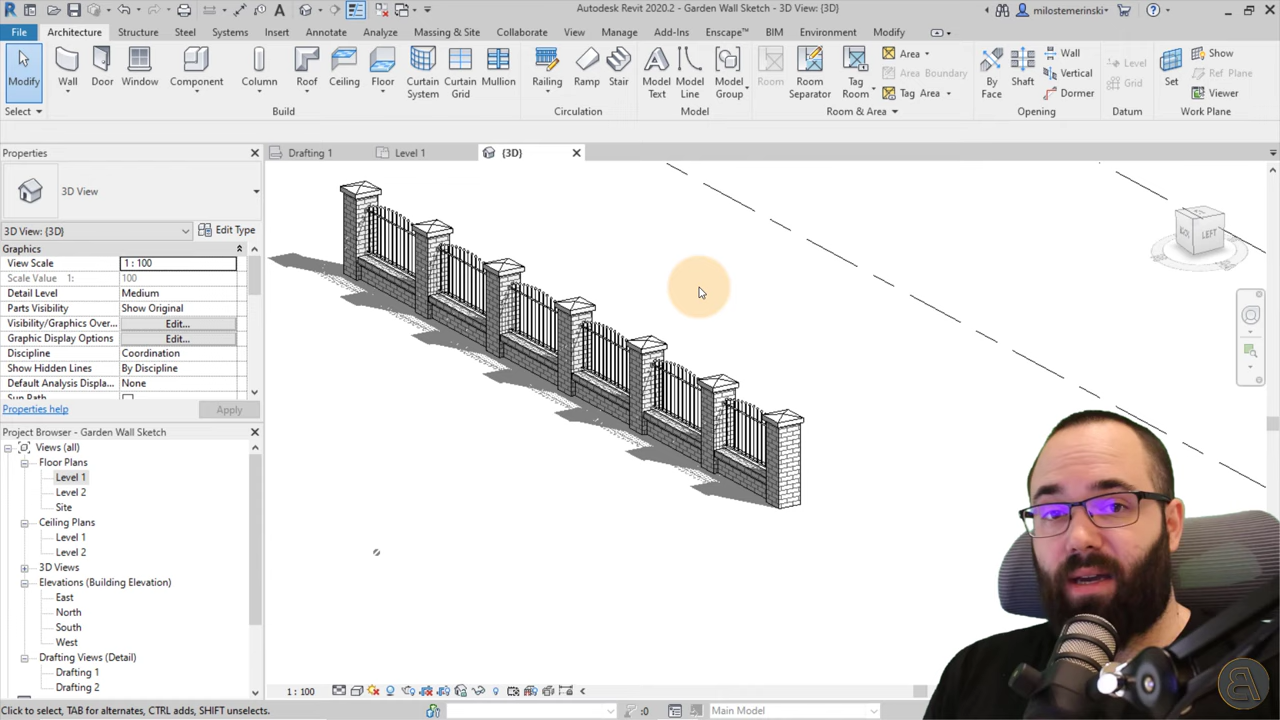 Autodesk Revit 2020.2 - Garden Wall Sketch - 3D View: {3D}
milostemerinski
File Architecture Structure Steel Systems Insert Annotate Analyze Massing & Site Collaborate View Manage Add-Ins Enscape™ BIM Environment Modify
Modify
Wall
Door
Window
Component
Column
Roof
Ceiling
Floor
Curtain
System
Curtain
Grid
Mullion
Railing
Ramp
Stair
Model
Text
Model
Line
Model
Group
Room
Room
Separator
Tag
Room
Area
Area Boundary
Tag Area
By
Face
Shaft
Wall
Vertical
Dormer
Level
Grid
Set
Show
Ref Plane
Viewer
Select
Build
Circulation
Model
Room & Area
Opening
Datum
Work Plane
Properties
Drafting 1
Level 1
{3D}
3D View
3D View: {3D}
Edit Type
Graphics
View Scale 1 : 100
Scale Value 1: 100
Detail Level Medium
Parts Visibility Show Original
Visibility/Graphics Over... Edit...
Graphic Display Options Edit...
Discipline Coordination
Show Hidden Lines By Discipline
Default Analysis Displa... None
Sun Path
Properties help
Apply
LEFT
Project Browser - Garden Wall Sketch
Views (all)
Floor Plans
Level 1
Level 2
Site
Ceiling Plans
Level 1
Level 2
3D Views
Elevations (Building Elevation)
East
North
South
West
Drafting Views (Detail)
Drafting 1
Drafting 2
1 : 100
Click to select, TAB for alternates, CTRL adds, SHIFT unselects.
:0
Main Model